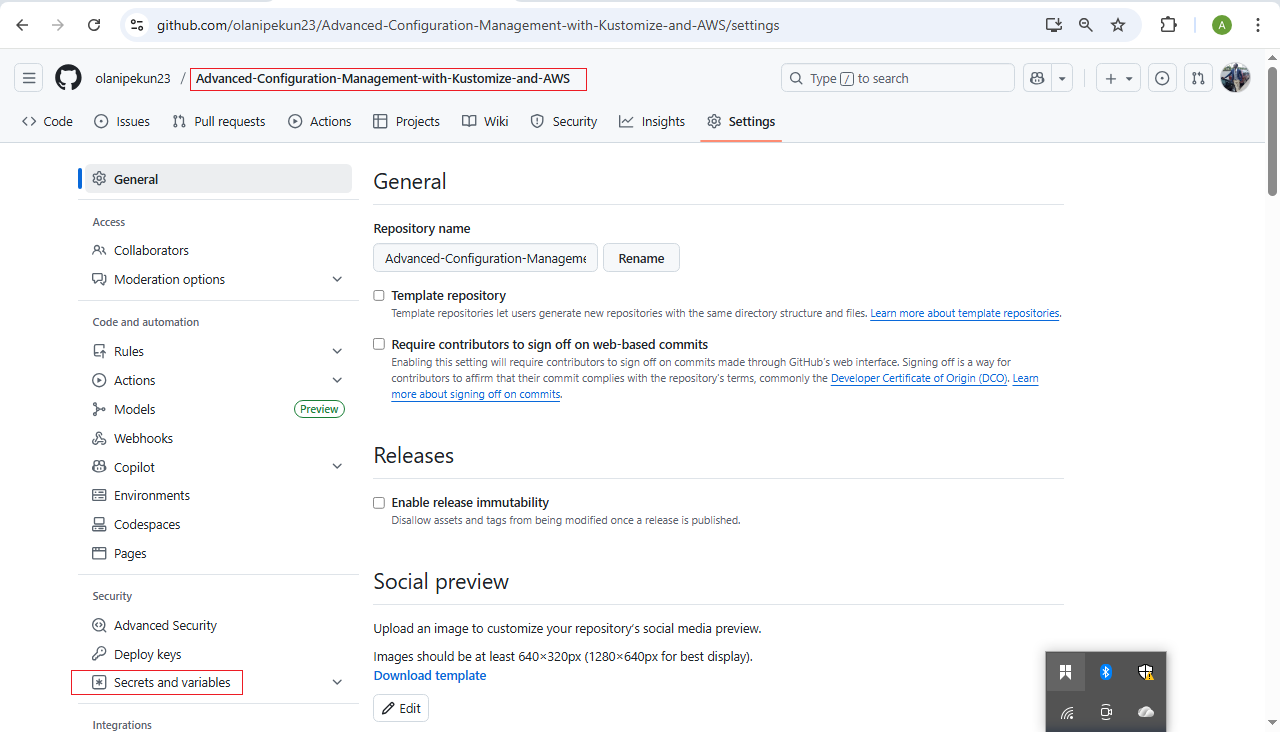 github.com/olanipekun23/Advanced-Configuration-Management-with-Kustomize-and-AWS/settings
A
olanipekun23 / Advanced-Configuration-Management-with-Kustomize-and-AWS
Type / to search
Code Issues Pull requests Actions Projects Wiki Security Insights Settings
General
Access
Collaborators
Moderation options
Code and automation
Rules
Actions
Models Preview
Webhooks
Copilot
Environments
Codespaces
Pages
Security
Advanced Security
Deploy keys
Secrets and variables
Integrations
General
Repository name
Advanced-Configuration-Manageme
Rename
Template repository
Template repositories let users generate new repositories with the same directory structure and files. Learn more about template repositories.
Require contributors to sign off on web-based commits
Enabling this setting will require contributors to sign off on commits made through GitHub's web interface. Signing off is a way for
contributors to affirm that their commit complies with the repository's terms, commonly the Developer Certificate of Origin (DCO). Learn
more about signing off on commits.
Releases
Enable release immutability
Disallow assets and tags from being modified once a release is published.
Social preview
Upload an image to customize your repository's social media preview.
Images should be at least 640×320px (1280×640px for best display).
Download template
Edit